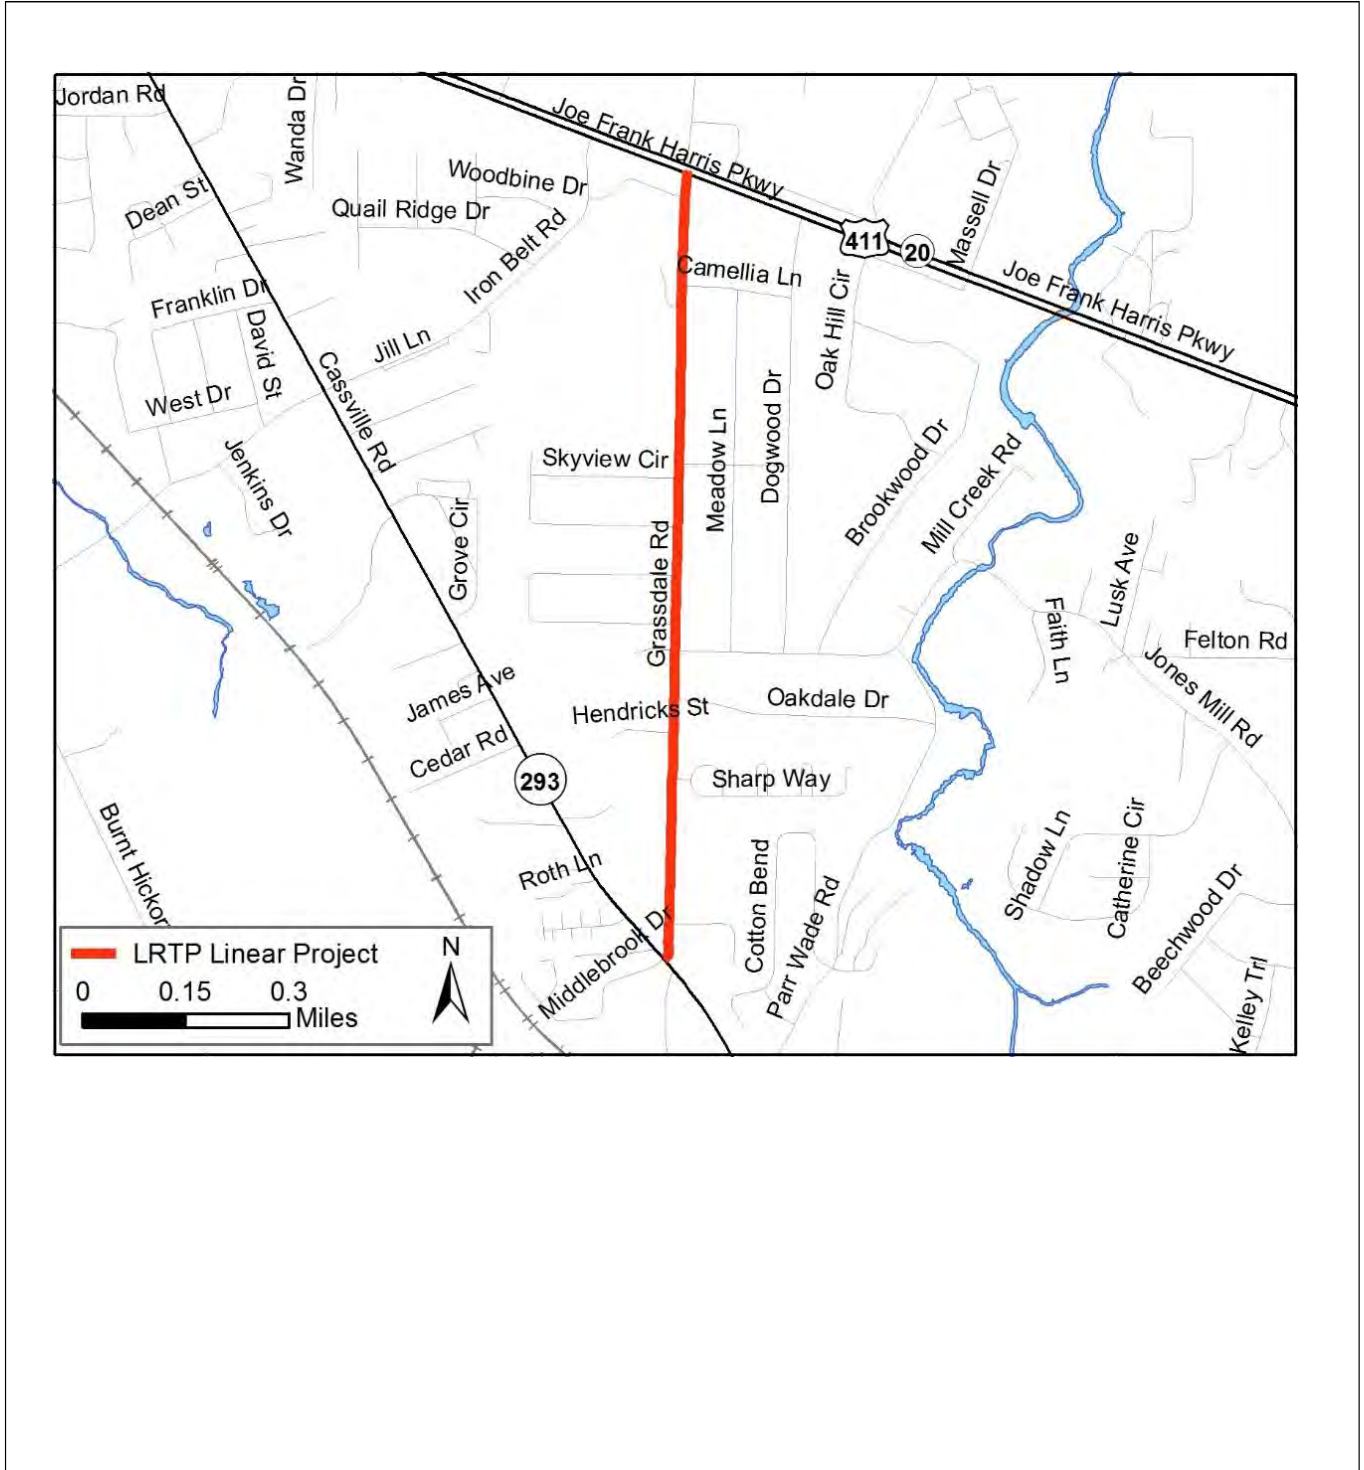 Jordan Rd
Wanda Dr
Joe Frank Harris Pkwy
Dean St
Woodbine Dr
Quail Ridge Dr
Iron Belt Rd
Massell Dr
411
20
Joe Frank Harris Pkwy
Camellia Ln
Oak Hill Cir
Franklin Dr
David St
Jill Ln
Cassville Rd
West Dr
Jenkins Dr
Skyview Cir
Meadow Ln
Dogwood Dr
Brookwood Dr
Mill Creek Rd
Grove Cir
Grassdale Rd
Lusk Ave
Faith Ln
Felton Rd
Jones Mill Rd
James Ave
Hendricks St
Oakdale Dr
Cedar Rd
293
Sharp Way
Burnt Hickor
Roth Ln
Cotton Bend
Shadow Ln
Catherine Cir
Beechwood Dr
Middlebrook Dr
Parr Wade Rd
Kelley Trl
LRTP Linear Project
N
0 0.15 0.3
Miles